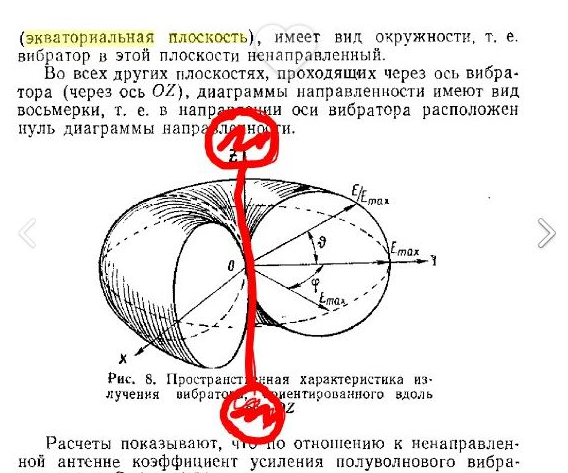 (экваториальная плоскость), имеет вид окружности, т. е.
вибратор в этой плоскости ненаправленный.
Во всех других плоскостях, проходящих через ось вибра-
тора (через ось OZ), диаграммы направленности имеют вид
восьмерки, т. е. в направлении оси вибратора расположен
нуль диаграммы направленности.
Z
E/Emax
ϑ
Emax
0
Y
φ
Emax
X
Рис. 8. Пространственная характеристика из-
лучения вибратора, ориентированного вдоль
OZ
Расчеты показывают, что по отношению к ненаправлен-
ной антенне коэффициент усиления полуволнового вибра-